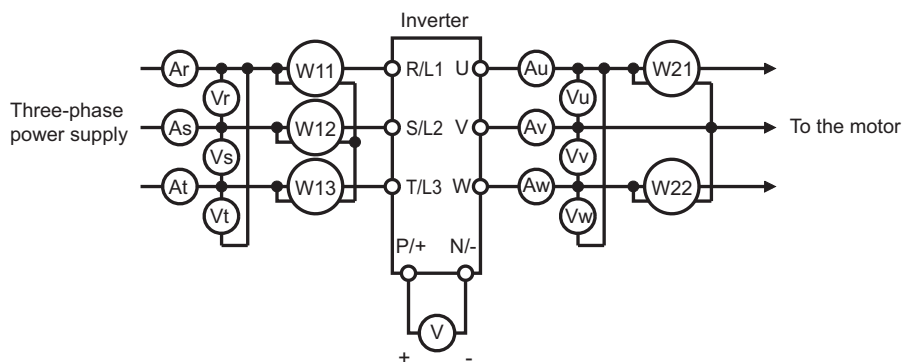 Inverter
Ar
W11
R/L1
U
Au
W21
Vr
Vu
Three-phase
power supply
As
W12
S/L2
V
Av
To the motor
Vs
Vv
At
W13
T/L3
W
Aw
W22
Vt
Vw
P/+
N/-
V
+
-